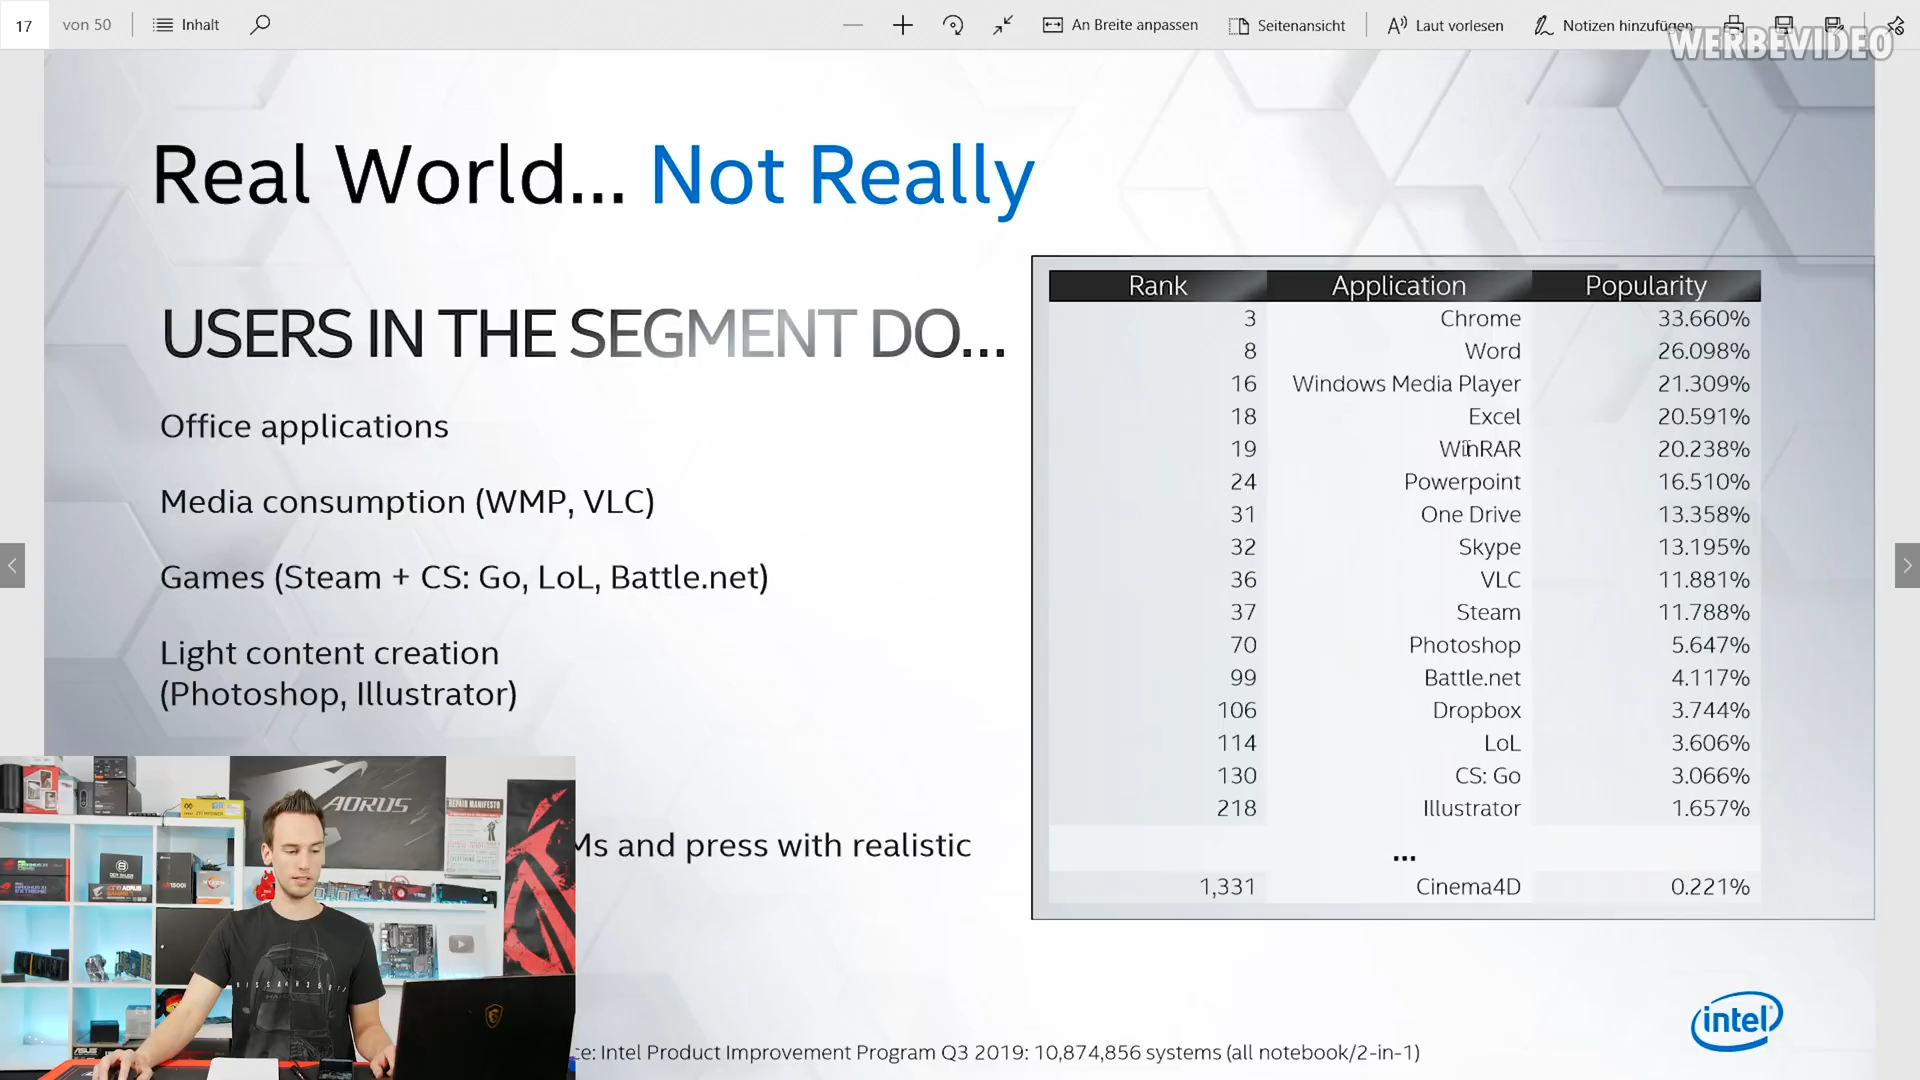 17 von 50 Inhalt An Breite anpassen Seitenansicht Laut vorlesen Notizen hinzufügen
WERBEVIDEO
Real World... Not Really
USERS IN THE SEGMENT DO...
Office applications
Media consumption (WMP, VLC)
Games (Steam + CS: Go, LoL, Battle.net)
Light content creation
(Photoshop, Illustrator)
Ms and press with realistic
Rank Application Popularity
3 Chrome 33.660%
8 Word 26.098%
16 Windows Media Player 21.309%
18 Excel 20.591%
19 WinRAR 20.238%
24 Powerpoint 16.510%
31 One Drive 13.358%
32 Skype 13.195%
36 VLC 11.881%
37 Steam 11.788%
70 Photoshop 5.647%
99 Battle.net 4.117%
106 Dropbox 3.744%
114 LoL 3.606%
130 CS: Go 3.066%
218 Illustrator 1.657%
...
1,331 Cinema4D 0.221%
AORUS
REPAIR MANIFESTO
intel
ce: Intel Product Improvement Program Q3 2019: 10,874,856 systems (all notebook/2-in-1)